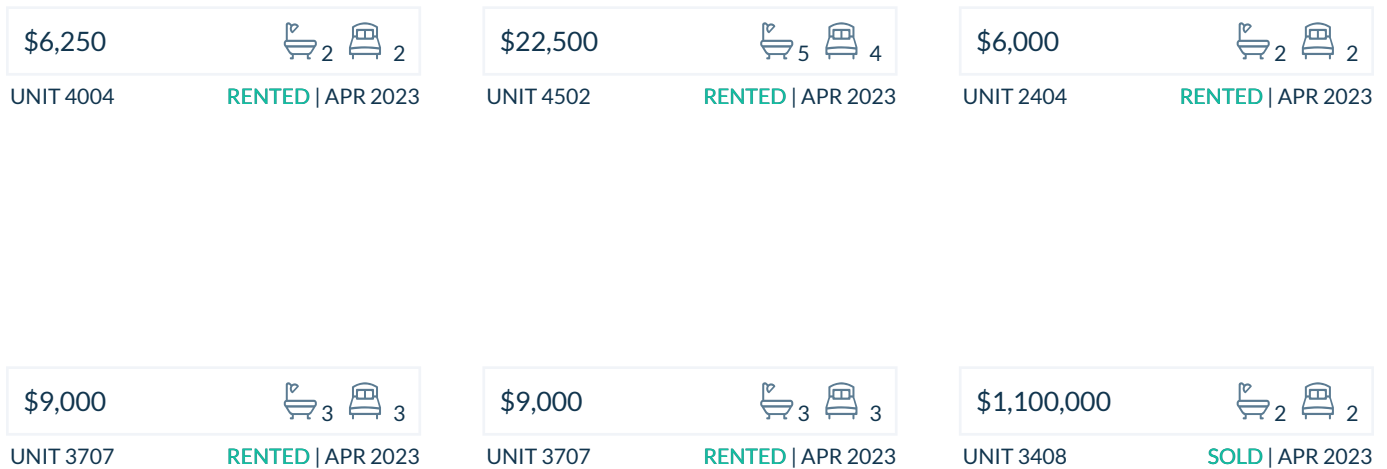 $6,250 2 2
UNIT 4004 RENTED | APR 2023
$22,500 5 4
UNIT 4502 RENTED | APR 2023
$6,000 2 2
UNIT 2404 RENTED | APR 2023
$9,000 3 3
UNIT 3707 RENTED | APR 2023
$9,000 3 3
UNIT 3707 RENTED | APR 2023
$1,100,000 2 2
UNIT 3408 SOLD | APR 2023